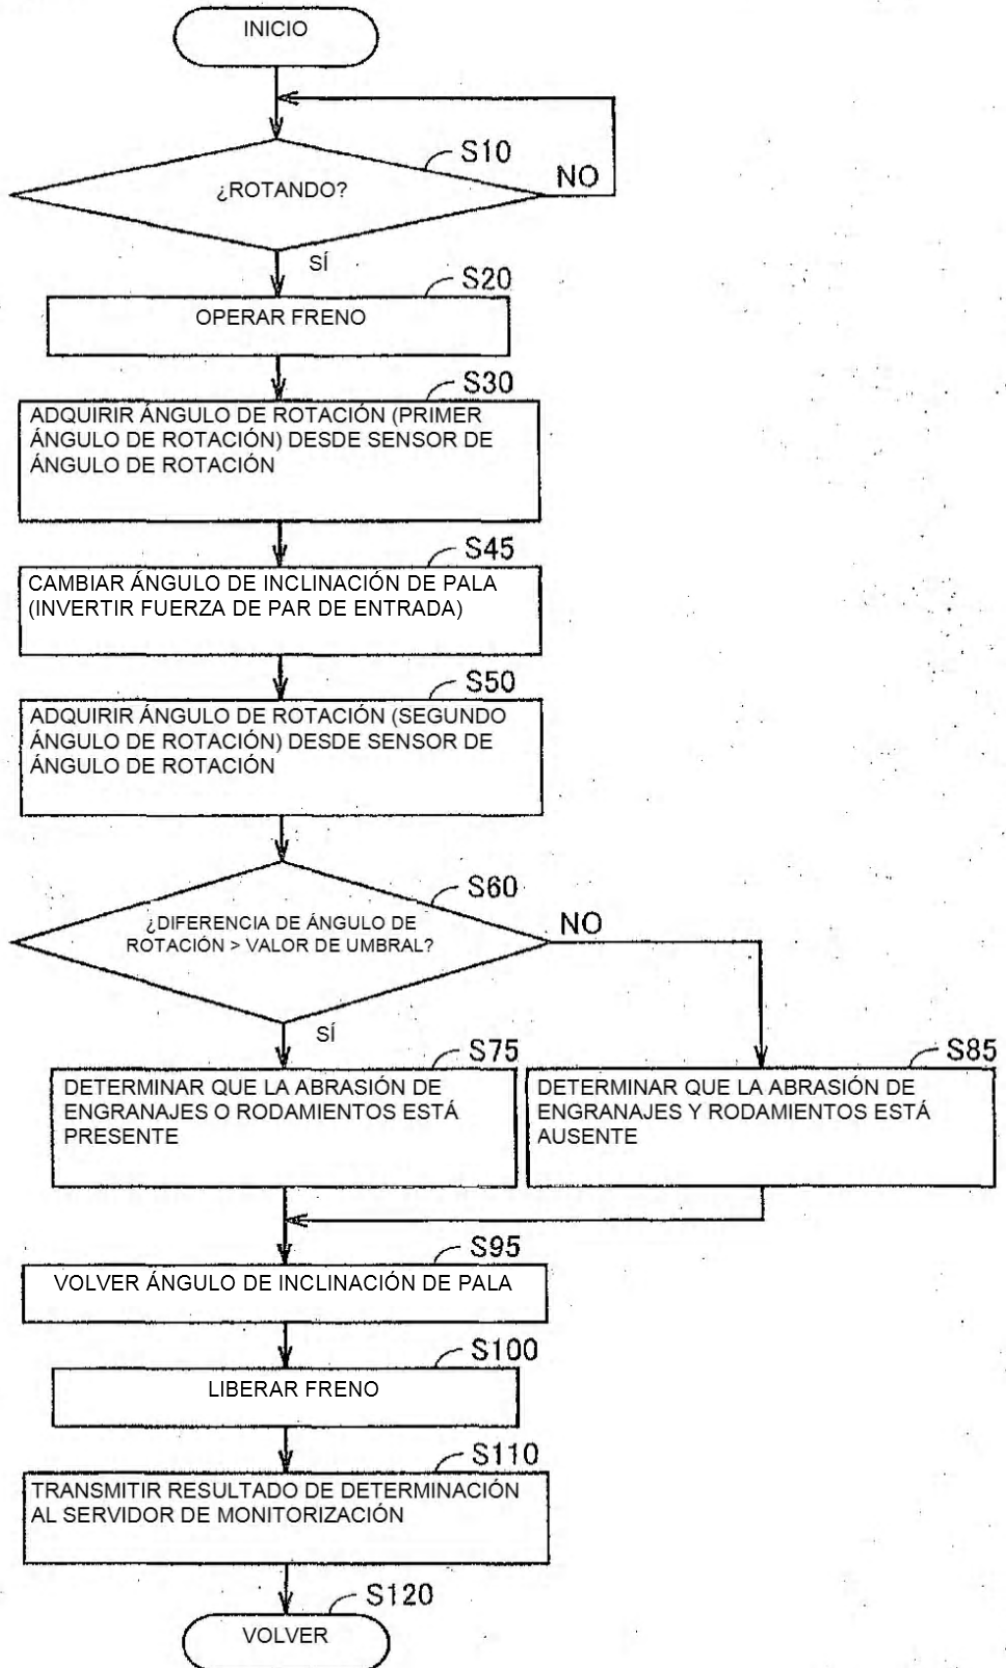 INICIO
S10
¿ROTANDO?
NO
SÍ
S20
OPERAR FRENO
S30
ADQUIRIR ÁNGULO DE ROTACIÓN (PRIMER
ÁNGULO DE ROTACIÓN) DESDE SENSOR DE
ÁNGULO DE ROTACIÓN
S45
CAMBIAR ÁNGULO DE INCLINACIÓN DE PALA
(INVERTIR FUERZA DE PAR DE ENTRADA)
S50
ADQUIRIR ÁNGULO DE ROTACIÓN (SEGUNDO
ÁNGULO DE ROTACIÓN) DESDE SENSOR DE
ÁNGULO DE ROTACIÓN
S60
¿DIFERENCIA DE ÁNGULO DE
ROTACIÓN > VALOR DE UMBRAL?
NO
SÍ
S75
DETERMINAR QUE LA ABRASIÓN DE
ENGRANAJES O RODAMIENTOS ESTÁ
PRESENTE
S85
DETERMINAR QUE LA ABRASIÓN DE
ENGRANAJES Y RODAMIENTOS ESTÁ
AUSENTE
S95
VOLVER ÁNGULO DE INCLINACIÓN DE PALA
S100
LIBERAR FRENO
S110
TRANSMITIR RESULTADO DE DETERMINACIÓN
AL SERVIDOR DE MONITORIZACIÓN
S120
VOLVER